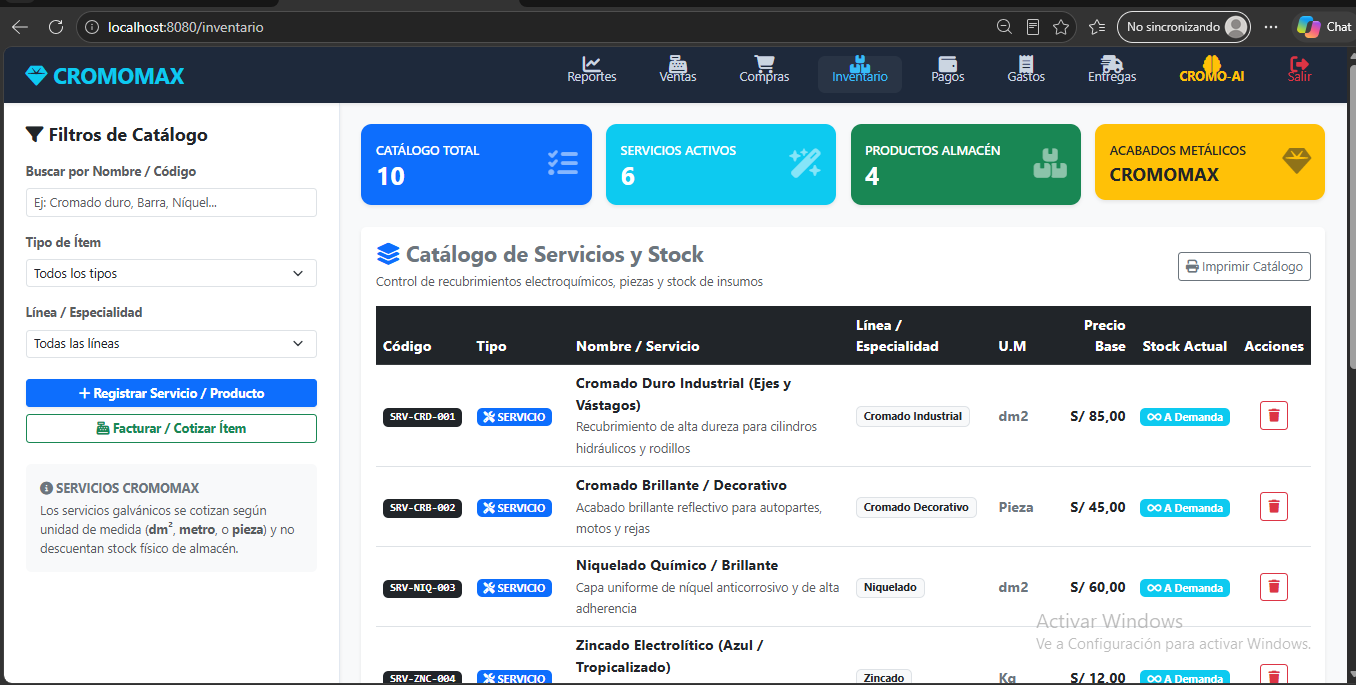 localhost:8080/inventario
No sincronizando
Chat
CROMOMAX
Reportes
Ventas
Compras
Inventario
Pagos
Gastos
Entregas
CROMO-AI
Salir
Filtros de Catálogo
Buscar por Nombre / Código
Ej: Cromado duro, Barra, Níquel...
Tipo de Ítem
Todos los tipos
Línea / Especialidad
Todas las líneas
Registrar Servicio / Producto
Facturar / Cotizar Ítem
SERVICIOS CROMOMAX
Los servicios galvánicos se cotizan según
unidad de medida (dm², metro, o pieza) y no
descuentan stock físico de almacén.
CATÁLOGO TOTAL
10
SERVICIOS ACTIVOS
6
PRODUCTOS ALMACÉN
4
ACABADOS METÁLICOS
CROMOMAX
Catálogo de Servicios y Stock
Control de recubrimientos electroquímicos, piezas y stock de insumos
Imprimir Catálogo
Código
Tipo
Nombre / Servicio
Línea /
Especialidad
U.M
Precio
Base
Stock Actual
Acciones
SRV-CRD-001
SERVICIO
Cromado Duro Industrial (Ejes y
Vástagos)
Recubrimiento de alta dureza para cilindros
hidráulicos y rodillos
Cromado Industrial
dm2
S/ 85,00
A Demanda
SRV-CRB-002
SERVICIO
Cromado Brillante / Decorativo
Acabado brillante reflectivo para autopartes,
motos y rejas
Cromado Decorativo
Pieza
S/ 45,00
A Demanda
SRV-NIQ-003
SERVICIO
Niquelado Químico / Brillante
Capa uniforme de níquel anticorrosivo y de alta
adherencia
Niquelado
dm2
S/ 60,00
A Demanda
SRV-ZNC-004
SERVICIO
Zincado Electrolítico (Azul /
Tropicalizado)
Zincado
Kg
S/ 12,00
A Demanda
Activar Windows
Ve a Configuración para activar Windows.